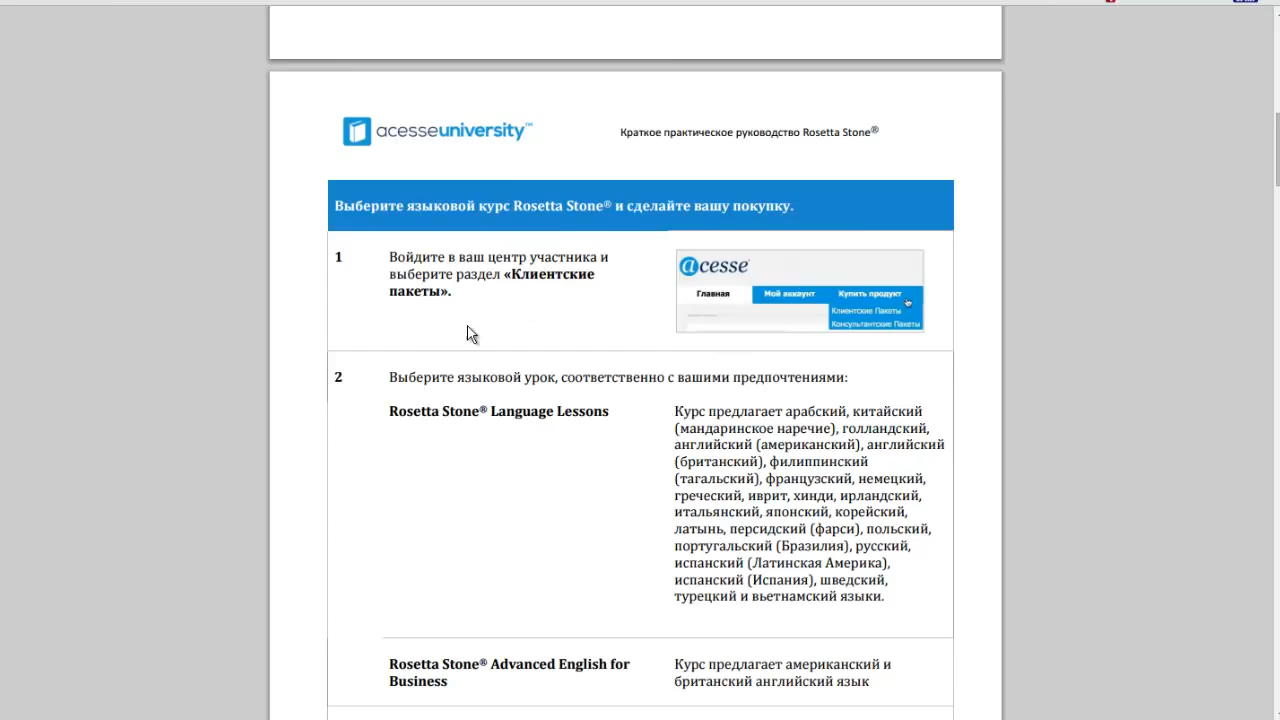 acesseuniversity™
Краткое практическое руководство Rosetta Stone®
Выберите языковой курс Rosetta Stone® и сделайте вашу покупку.
1
Войдите в ваш центр участника и
выберите раздел «Клиентские
пакеты».
acesse®
Главная
Мой аккаунт
Купить продукт
Клиентские Пакеты
Консультантские Пакеты
2
Выберите языковой урок, соответственно с вашими предпочтениями:
Rosetta Stone® Language Lessons
Курс предлагает арабский, китайский
(мандаринское наречие), голландский,
английский (американский), английский
(британский), филиппинский
(тагальский), французский, немецкий,
греческий, иврит, хинди, ирландский,
итальянский, японский, корейский,
латынь, персидский (фарси), польский,
португальский (Бразилия), русский,
испанский (Латинская Америка),
испанский (Испания), шведский,
турецкий и вьетнамский языки.
Rosetta Stone® Advanced English for
Business
Курс предлагает американский и
британский английский язык